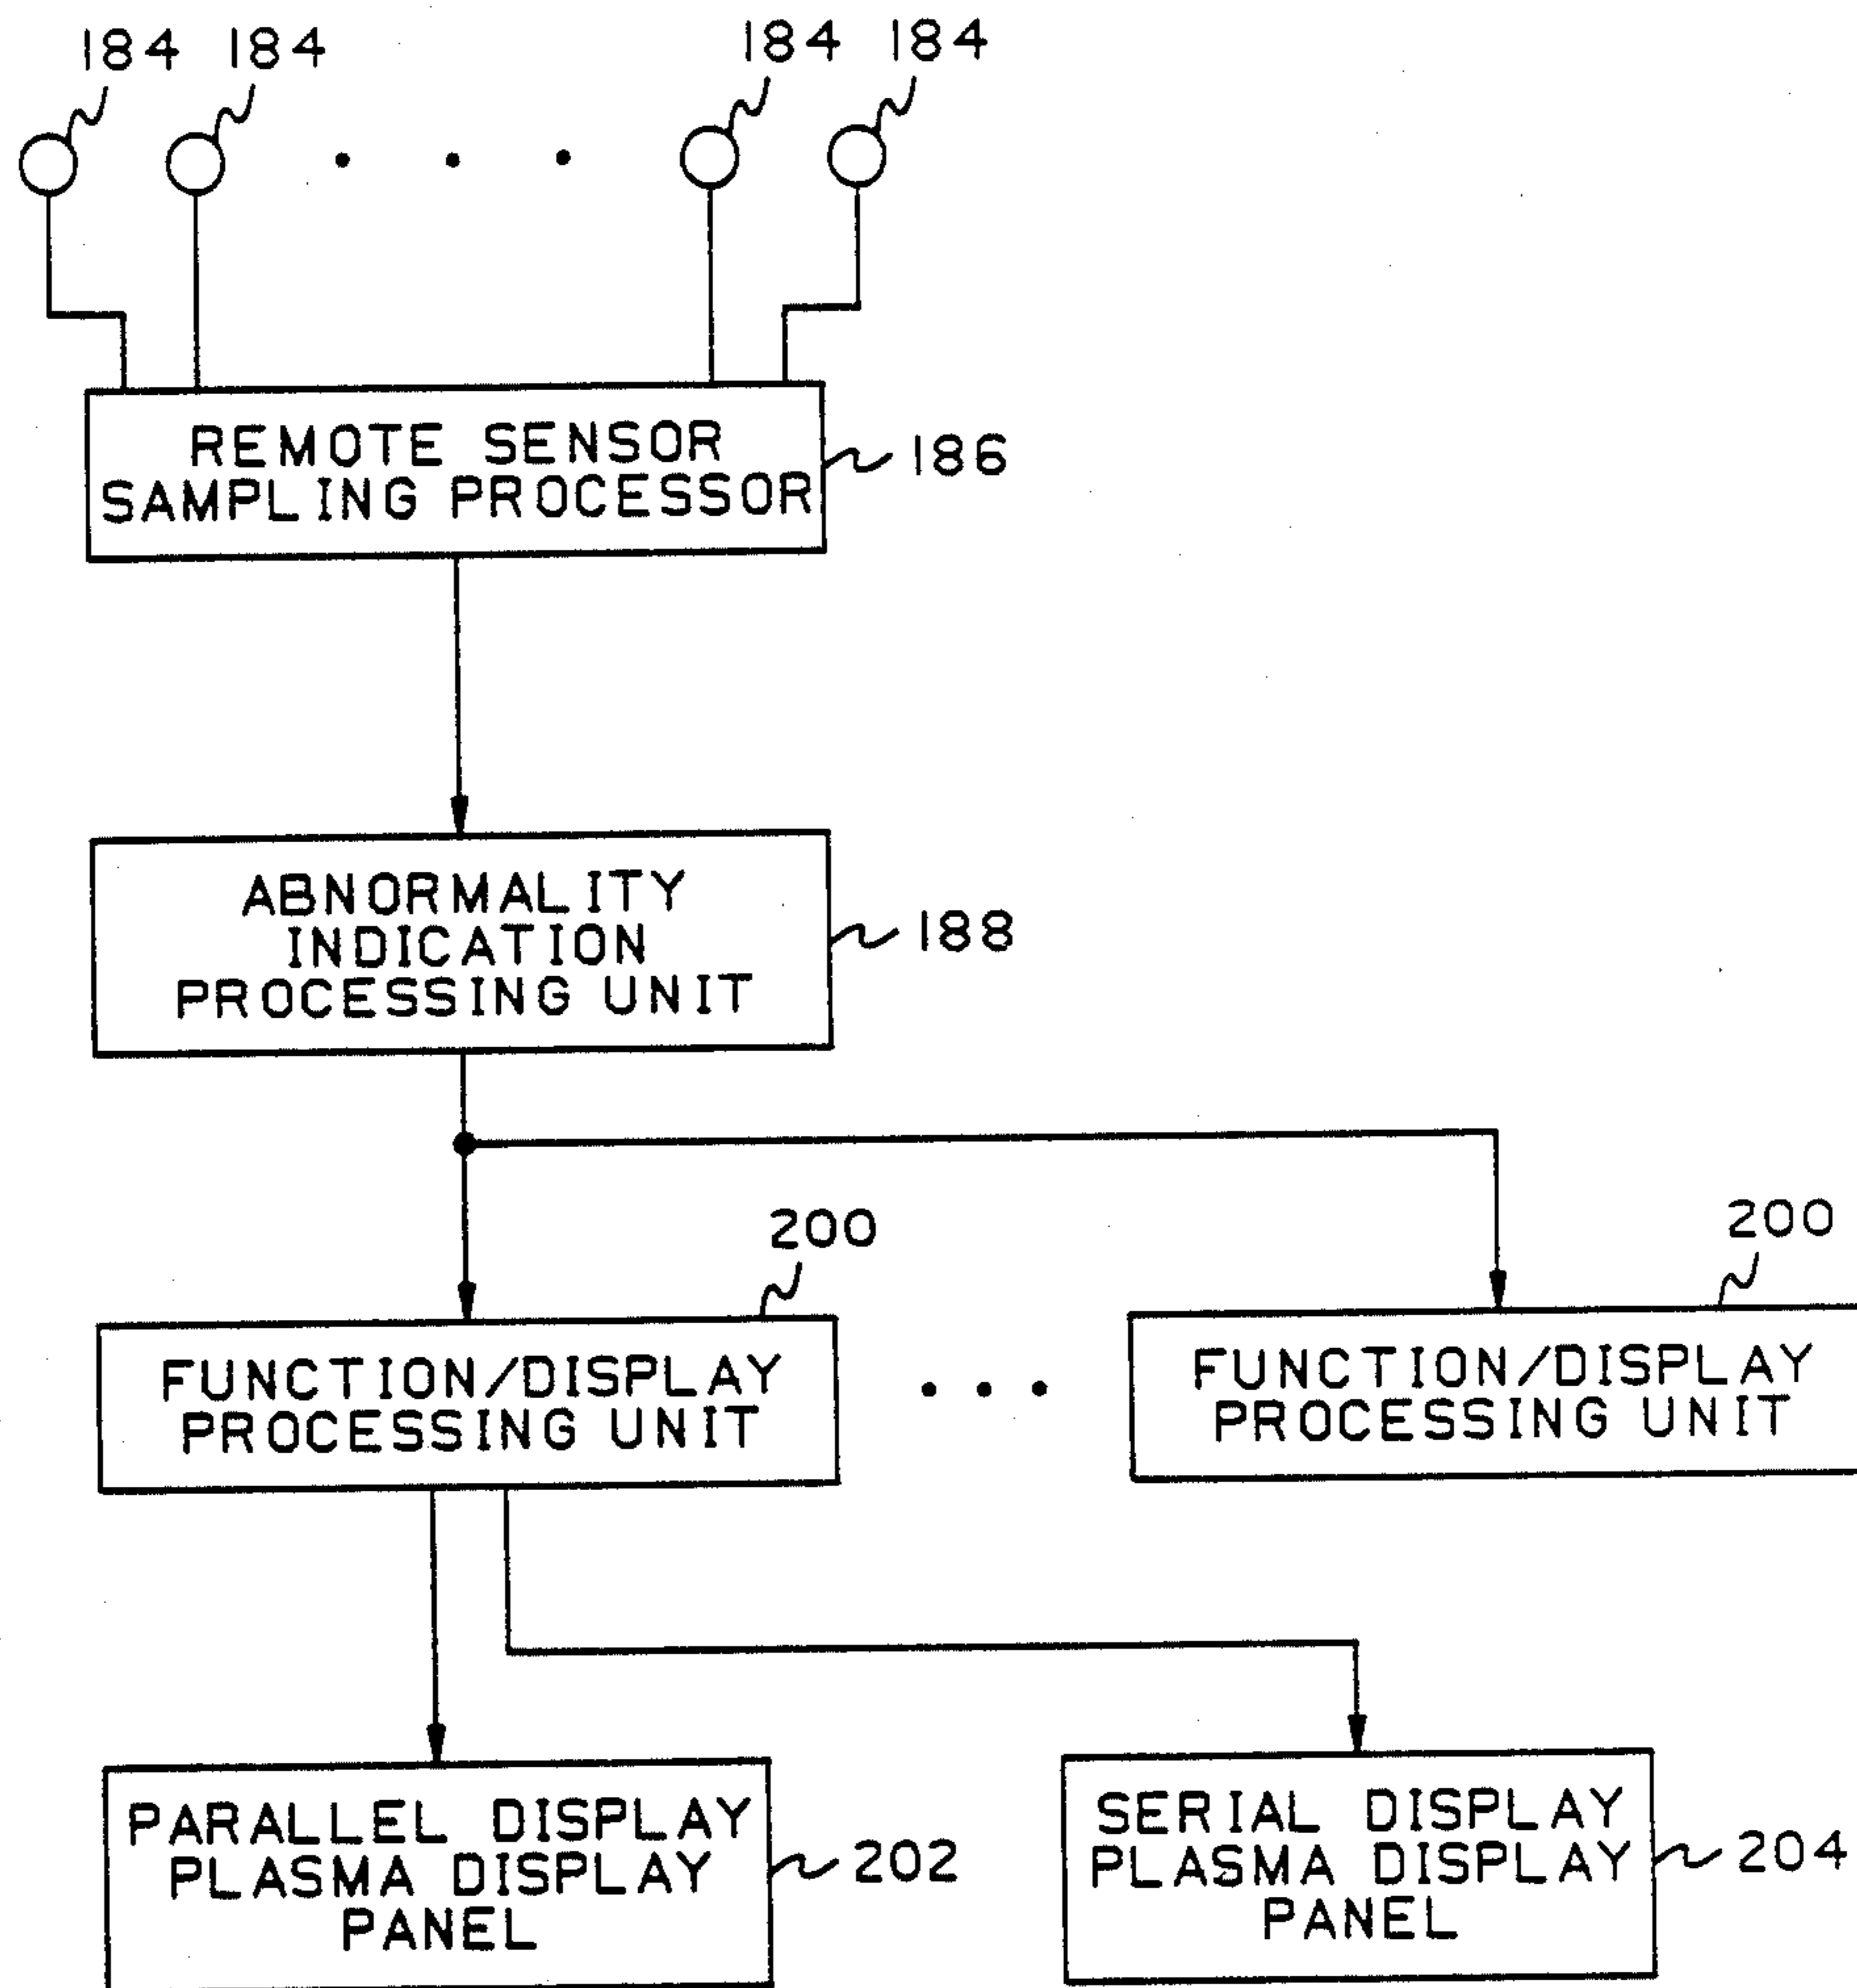 184 184 184 184
REMOTE SENSOR
SAMPLING PROCESSOR
186
ABNORMALITY
INDICATION
PROCESSING UNIT
188
200
FUNCTION/DISPLAY
PROCESSING UNIT
200
FUNCTION/DISPLAY
PROCESSING UNIT
PARALLEL DISPLAY
PLASMA DISPLAY
PANEL
202
SERIAL DISPLAY
PLASMA DISPLAY
PANEL
204